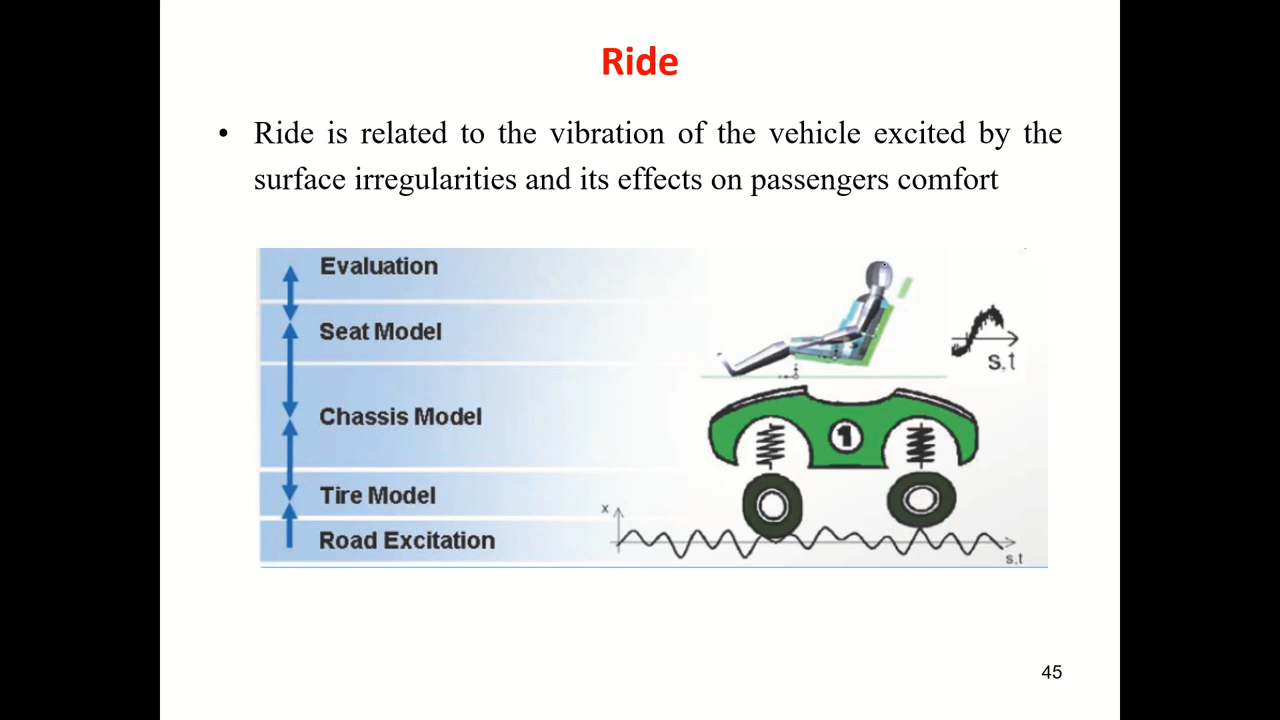 Ride
• Ride is related to the vibration of the vehicle excited by the
surface irregularities and its effects on passengers comfort
Evaluation
Seat Model
s,t
Chassis Model
1
Tire Model
x
Road Excitation
s,t
45